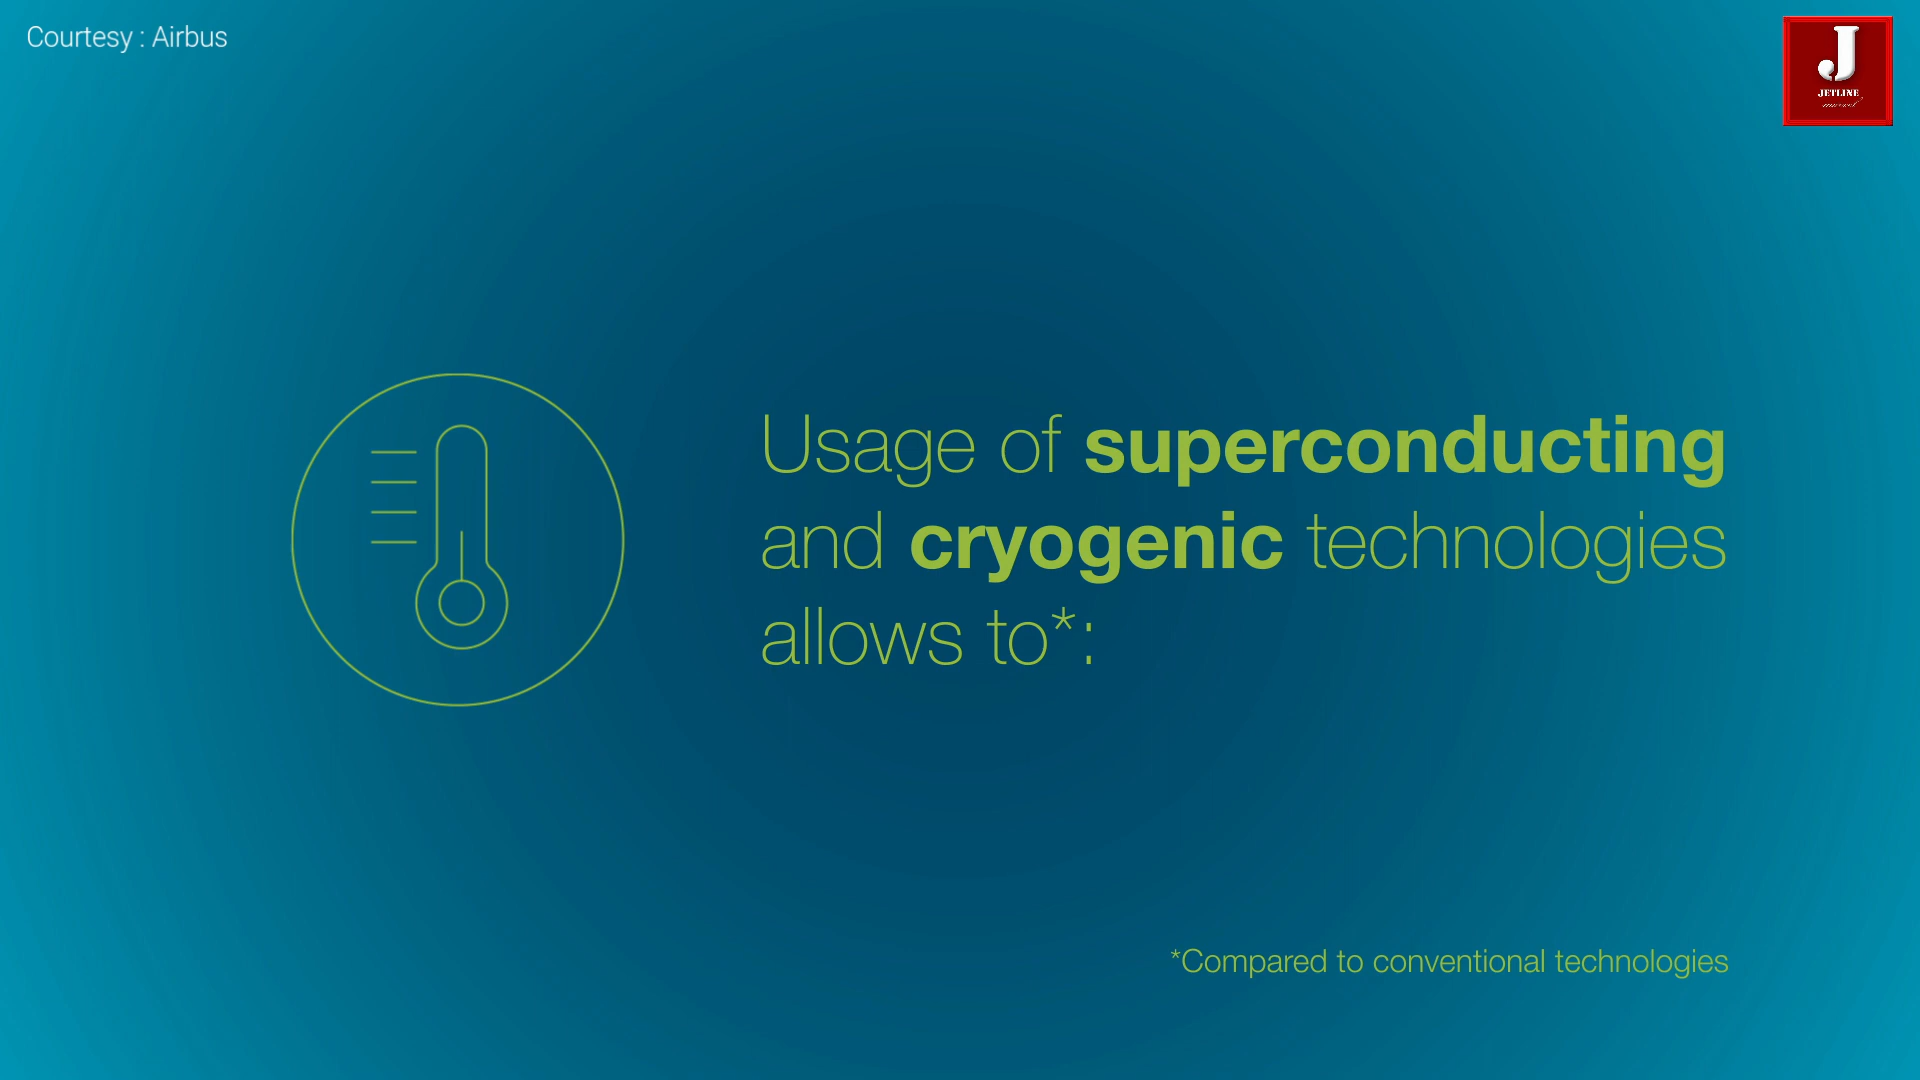 Courtesy : Airbus
J
JETLINE
Usage of superconducting
and cryogenic technologies
allows to*:
*Compared to conventional technologies